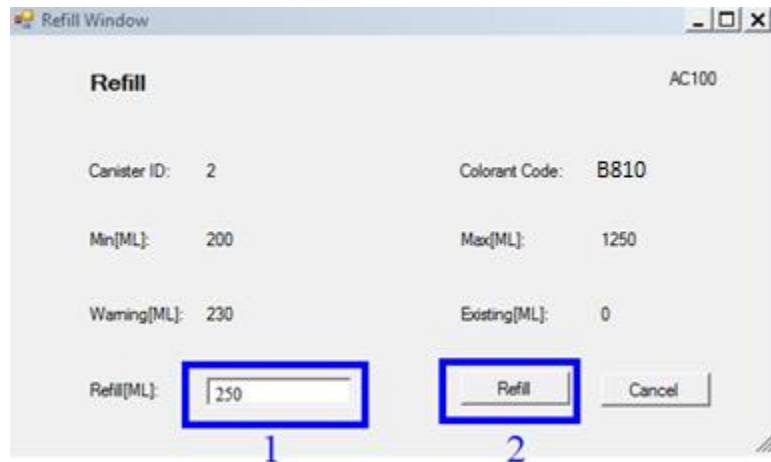 Refill Window
Refill AC100
Canister ID: 2 Colorant Code: B810
Min[ML]: 200 Max[ML]: 1250
Warning[ML]: 230 Existing[ML]: 0
Refill[ML]: 250 Refill Cancel
1 2